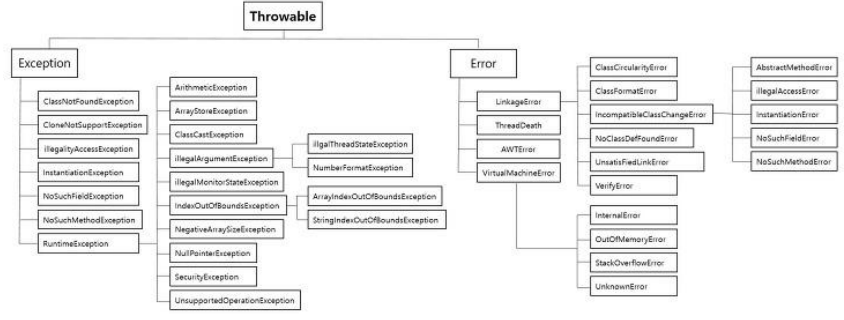 Throwable
Exception
Error
ClassNotFoundException
CloneNotSupportException
illegalityAccessException
InstantiationException
NoSuchFieldException
NoSuchMethodException
RuntimeException
ArithmeticException
ArrayStoreException
ClassCastException
illegalArgumentException
illegalMonitorStateException
IndexOutOfBoundsException
NegativeArraySizeException
NullPointerException
SecurityException
UnsupportedOperationException
illgalThreadStateException
NumberFormatException
ArrayIndexOutOfBoundsException
StringIndexOutOfBoundsException
LinkageError
ThreadDeath
AWTError
VirtualMachineError
ClassCircularityError
ClassFormatError
IncompatibleClassChangeError
NoClassDefFoundError
UnsatisFiedLinkError
VerifyError
InternalError
OutOfMemoryError
StackOverflowError
UnknownError
AbstractMethodError
illegalAccessError
InstantiationError
NoSuchFieldError
NoSuchMethodError